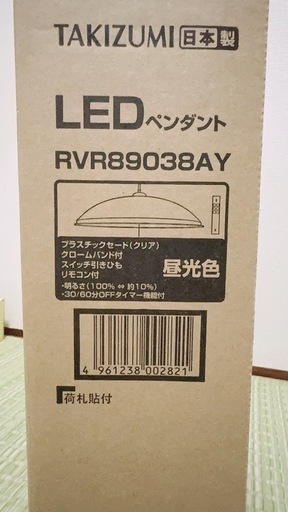 TAKIZUMI 日本製
LEDペンダント
RVR89038AY
プラスチックセード(クリア)
クロームバンド付
スイッチ引きひも
リモコン付
・明るさ(100% ⇔ 約10%)
・30/60分OFFタイマー機能付
昼光色
4 961238 002821
荷札貼付